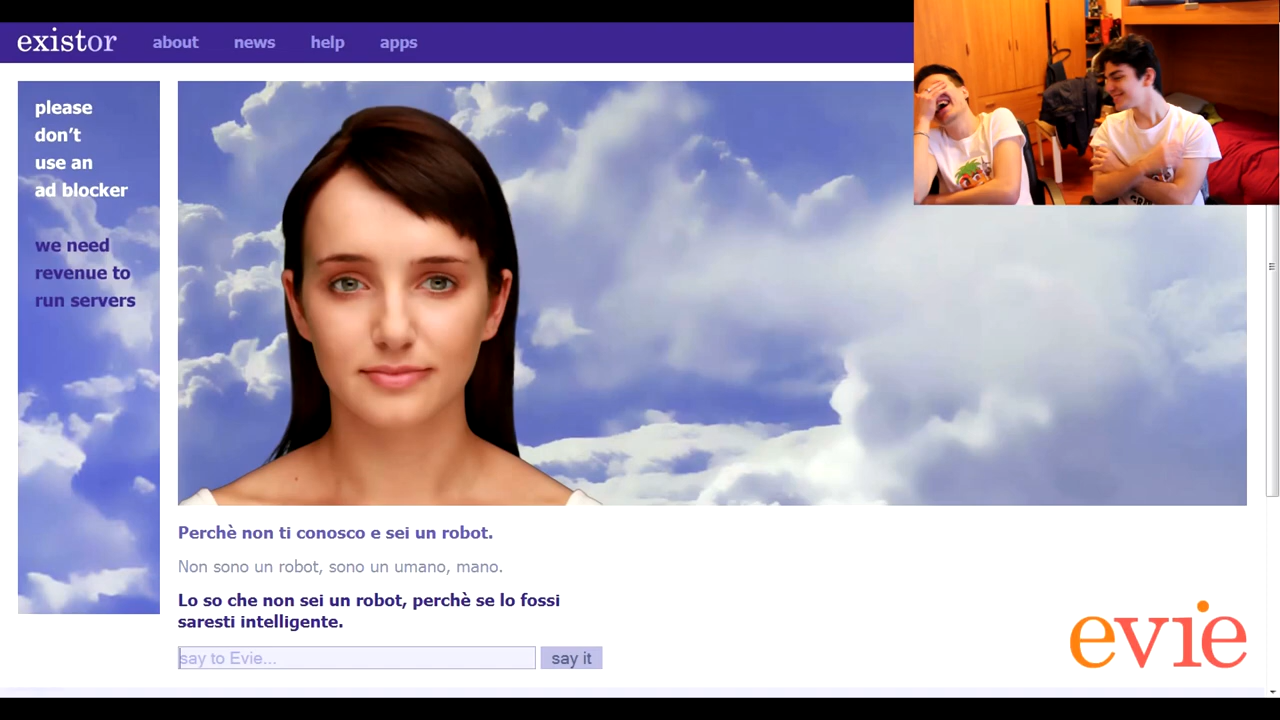 existor about news help apps
please
don’t
use an
ad blocker
we need
revenue to
run servers
Perchè non ti conosco e sei un robot.
Non sono un robot, sono un umano, mano.
Lo so che non sei un robot, perchè se lo fossi
saresti intelligente.
say to Evie... say it
evie